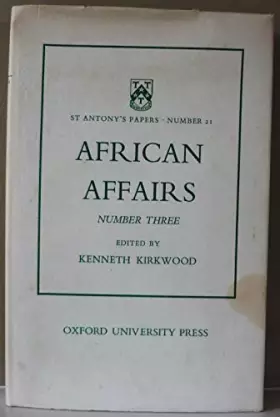 ST ANTONY'S PAPERS · NUMBER 21
AFRICAN
AFFAIRS
NUMBER THREE
EDITED BY
KENNETH KIRKWOOD
OXFORD UNIVERSITY PRESS